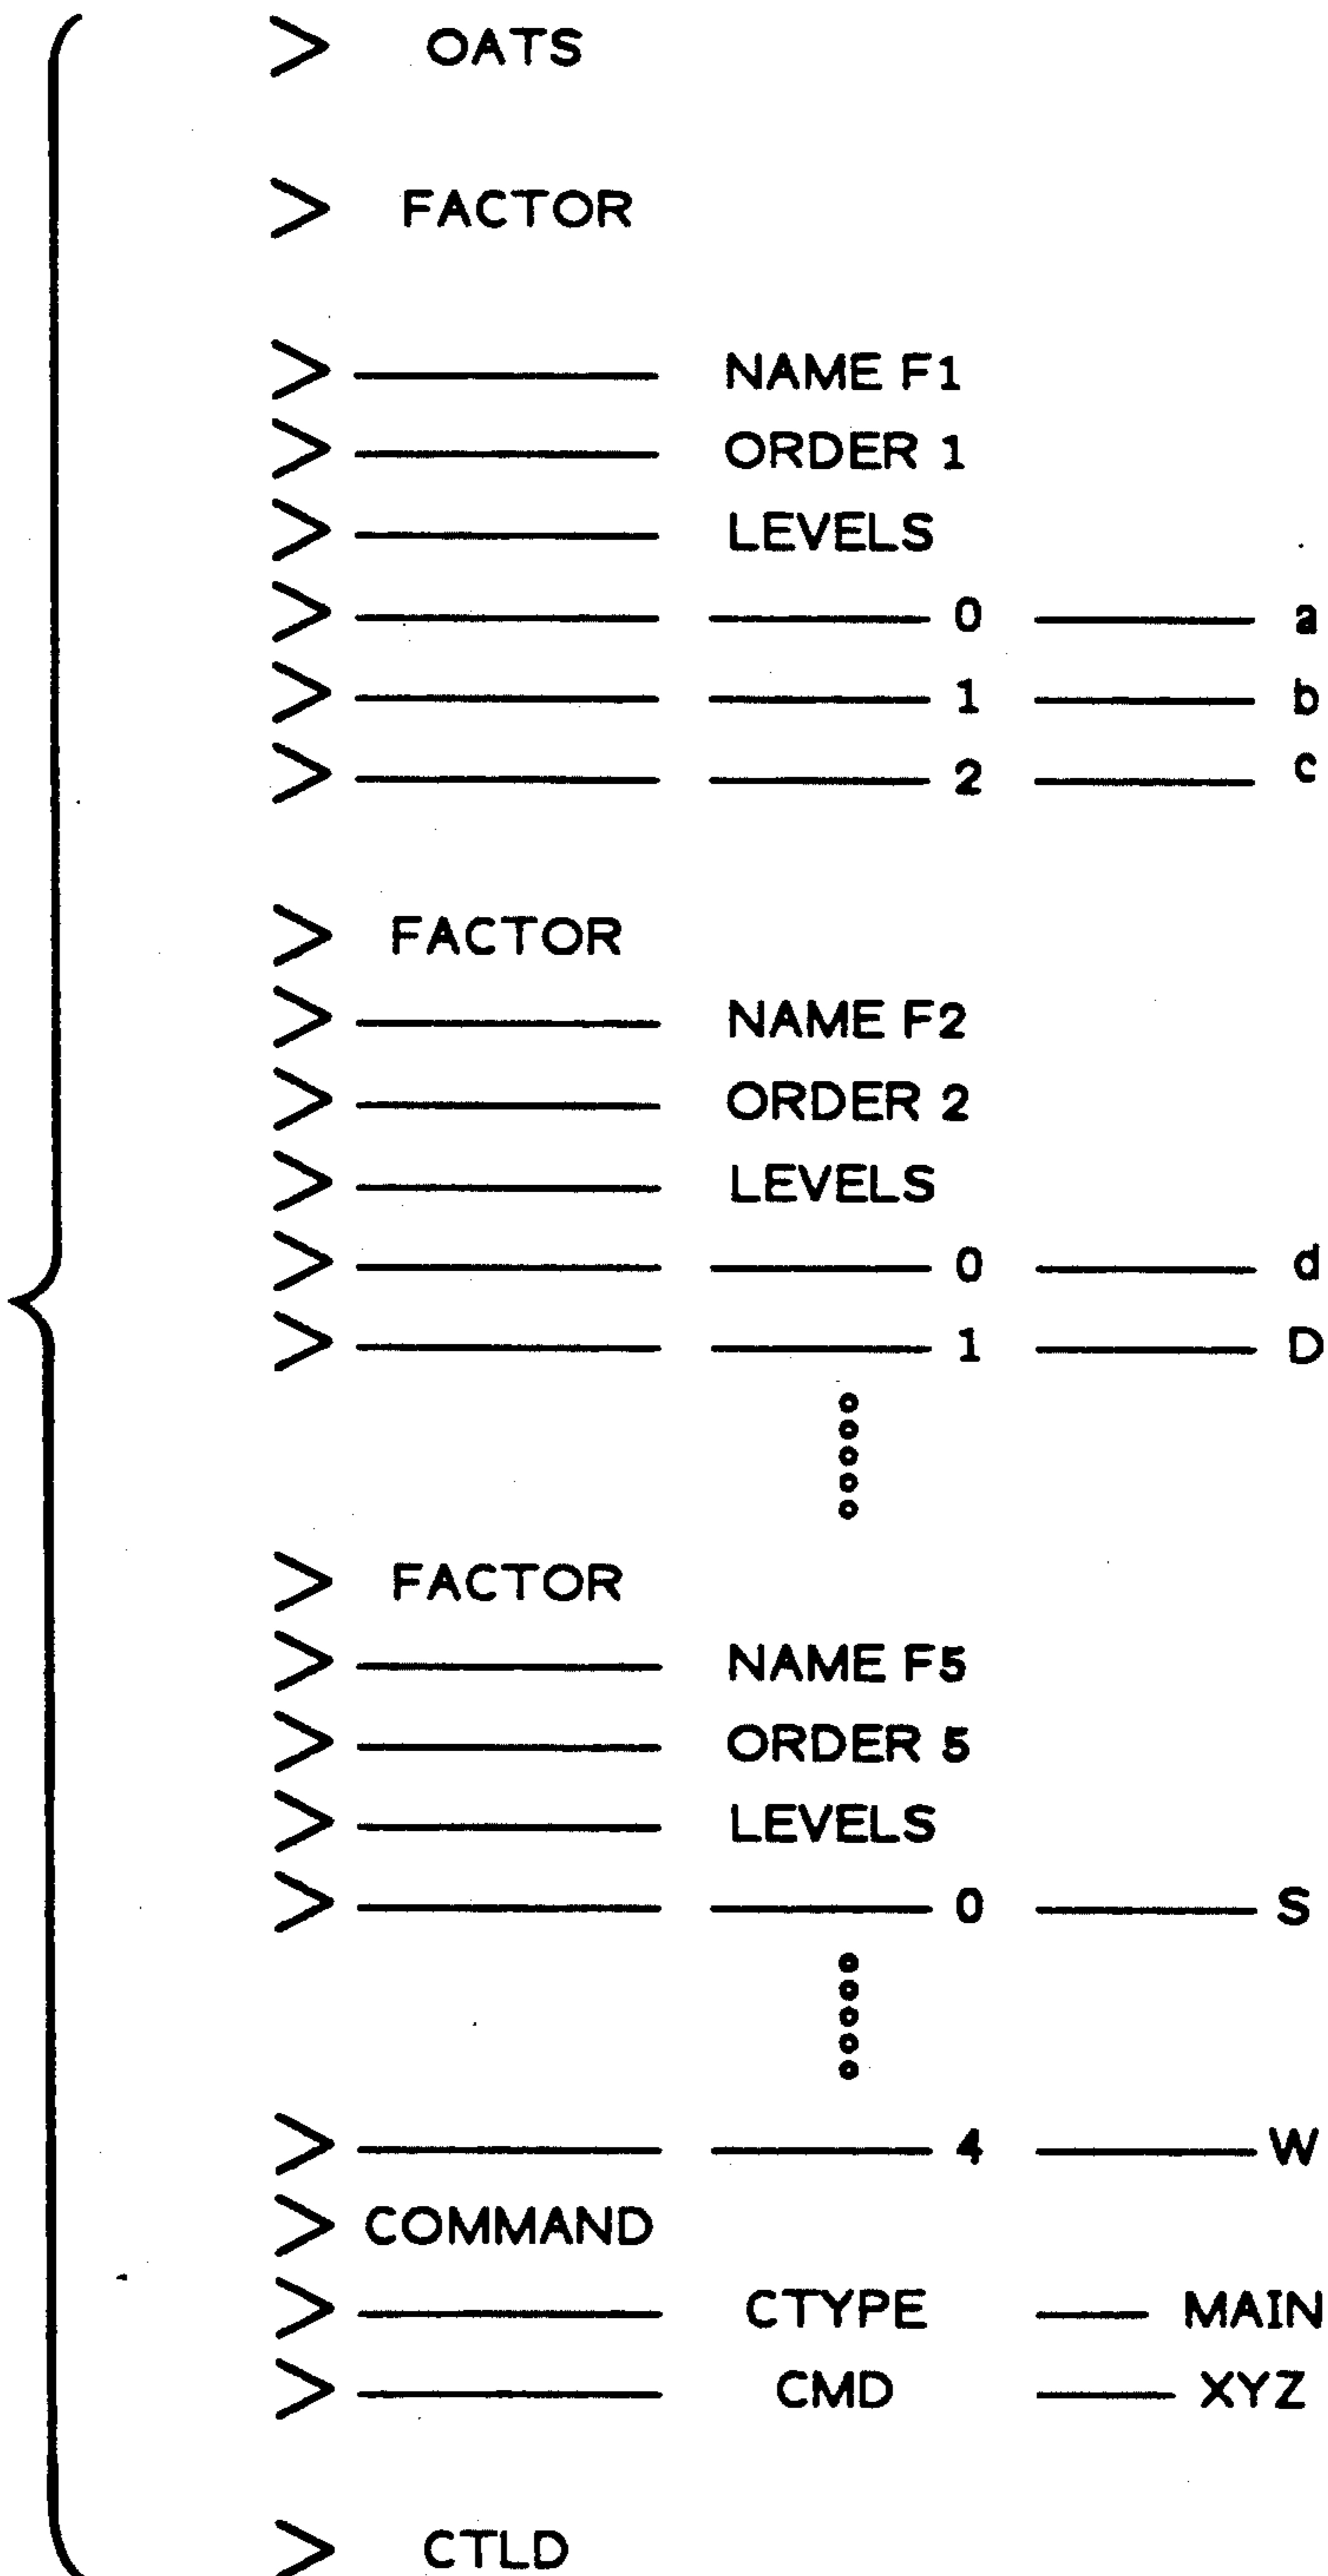 > OATS
> FACTOR
> NAME F1
> ORDER 1
> LEVELS
> 0 a
> 1 b
> 2 c
> FACTOR
> NAME F2
> ORDER 2
> LEVELS
> 0 d
> 1 D
> FACTOR
> NAME F5
> ORDER 5
> LEVELS
> 0 S
> 4 W
> COMMAND
> CTYPE MAIN
> CMD XYZ
> CTLD